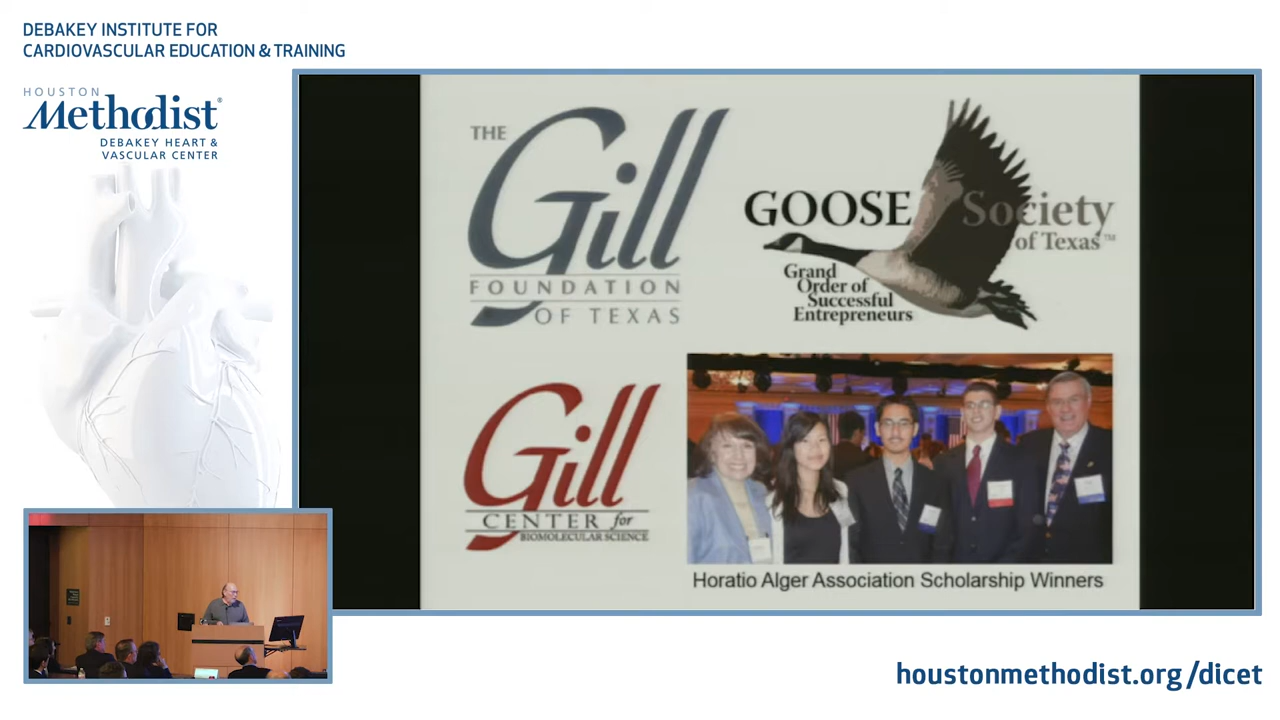 DEBAKEY INSTITUTE FOR
CARDIOVASCULAR EDUCATION & TRAINING
HOUSTON
Methodist®
DEBAKEY HEART &
VASCULAR CENTER
THE
Gill
FOUNDATION
OF TEXAS
GOOSE Society
of Texas™
Grand
Order of
Successful
Entrepreneurs
Gill
CENTER for
BIOMOLECULAR SCIENCE
Horatio Alger Association Scholarship Winners
houstonmethodist.org/dicet